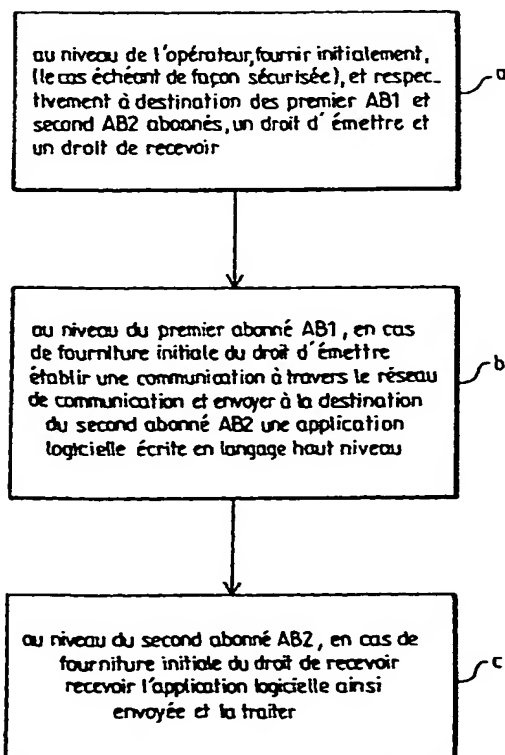 au niveau de l'opérateur, fournir initialement,
(le cas échéant de façon sécurisée), et respec-
tivement à destination des premier AB1 et
second AB2 abonnés, un droit d'émettre et
un droit de recevoir
a
au niveau du premier abonné AB1, en cas
de fourniture initiale du droit d'émettre
établir une communication à travers le réseau
de communication et envoyer à la destination
du second abonné AB2 une application
logicielle écrite en langage haut niveau
b
au niveau du second abonné AB2, en cas de
fourniture initiale du droit de recevoir
recevoir l'application logicielle ainsi
envoyée et la traiter
c